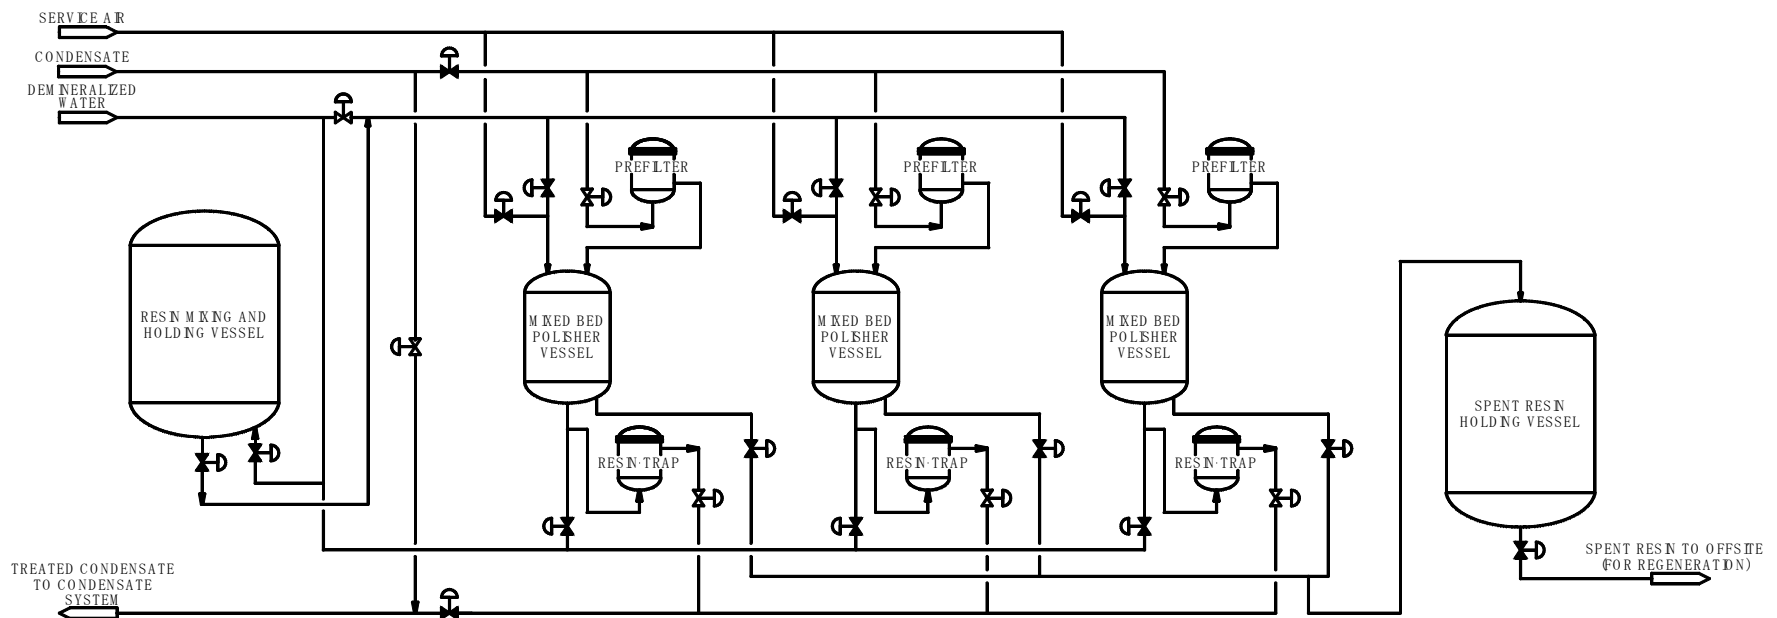 SERVICE AIR
CONDENSATE
DEMINERALIZED
WATER
PREFILTER
PREFILTER
PREFILTER
RESIN MIXING AND
HOLDING VESSEL
MIXED BED
POLISHER
VESSEL
MIXED BED
POLISHER
VESSEL
MIXED BED
POLISHER
VESSEL
SPENT RESIN
HOLDING VESSEL
RESIN·TRAP
RESIN·TRAP
RESIN·TRAP
TREATED CONDENSATE
TO CONDENSATE
SYSTEM
SPENT RESIN TO OFFSITE
(FOR REGENERATION)